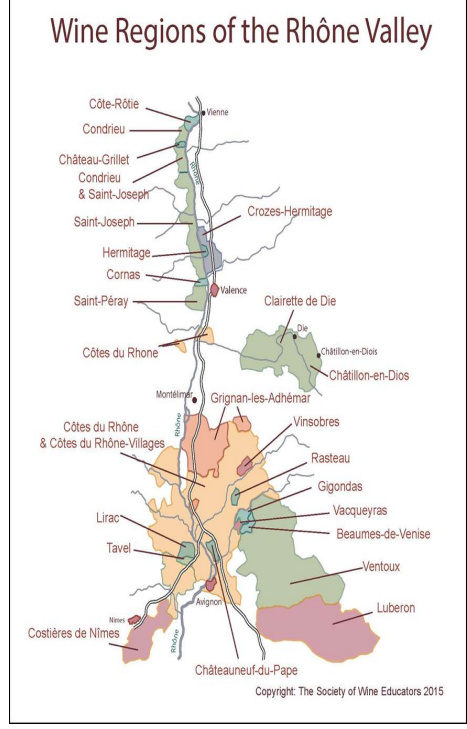 Wine Regions of the Rhône Valley
Côte-Rôtie
Vienne
Condrieu
Château-Grillet
Condrieu
& Saint-Joseph
Saint-Joseph
Crozes-Hermitage
Hermitage
Cornas
Valence
Saint-Péray
Clairette de Die
Die
Côtes du Rhone
Châtillon-en-Diois
Châtillon-en-Dios
Montélimar
Grignan-les-Adhémar
Rhône
Côtes du Rhône
& Côtes du Rhône-Villages
Vinsobres
Rasteau
Gigondas
Vacqueyras
Lirac
Beaumes-de-Venise
Tavel
Ventoux
Avignon
Luberon
Nimes
Costières de Nîmes
Rhône
Châteauneuf-du-Pape
Copyright: The Society of Wine Educators 2015